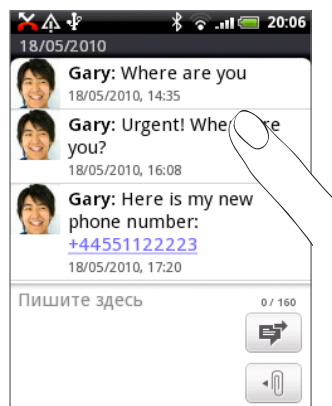 20:06
18/05/2010
Gary: Where are you
18/05/2010, 14:35
Gary: Urgent!
you?
18/05/2010, 16:08
Gary: Here is my new
phone number:
+44551122223
18/05/2010, 17:20
Пишите здесь 0 / 160